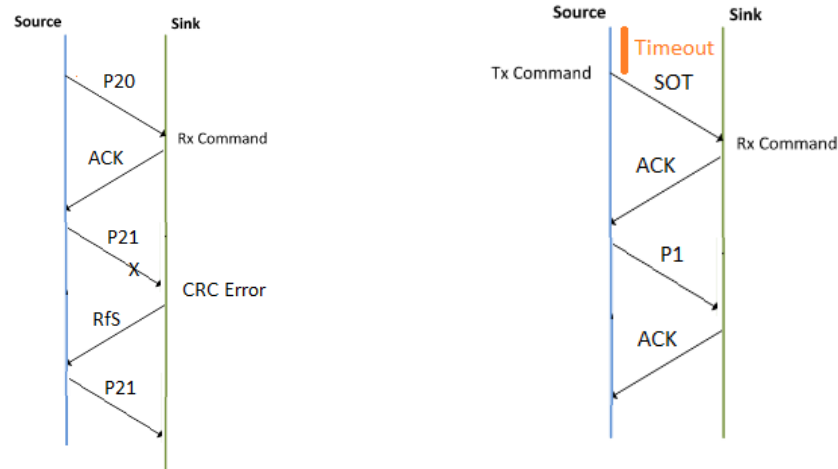 Source
Sink
P20
Rx Command
ACK
P21
X
CRC Error
RfS
P21
Source
Sink
Timeout
Tx Command
SOT
Rx Command
ACK
P1
ACK